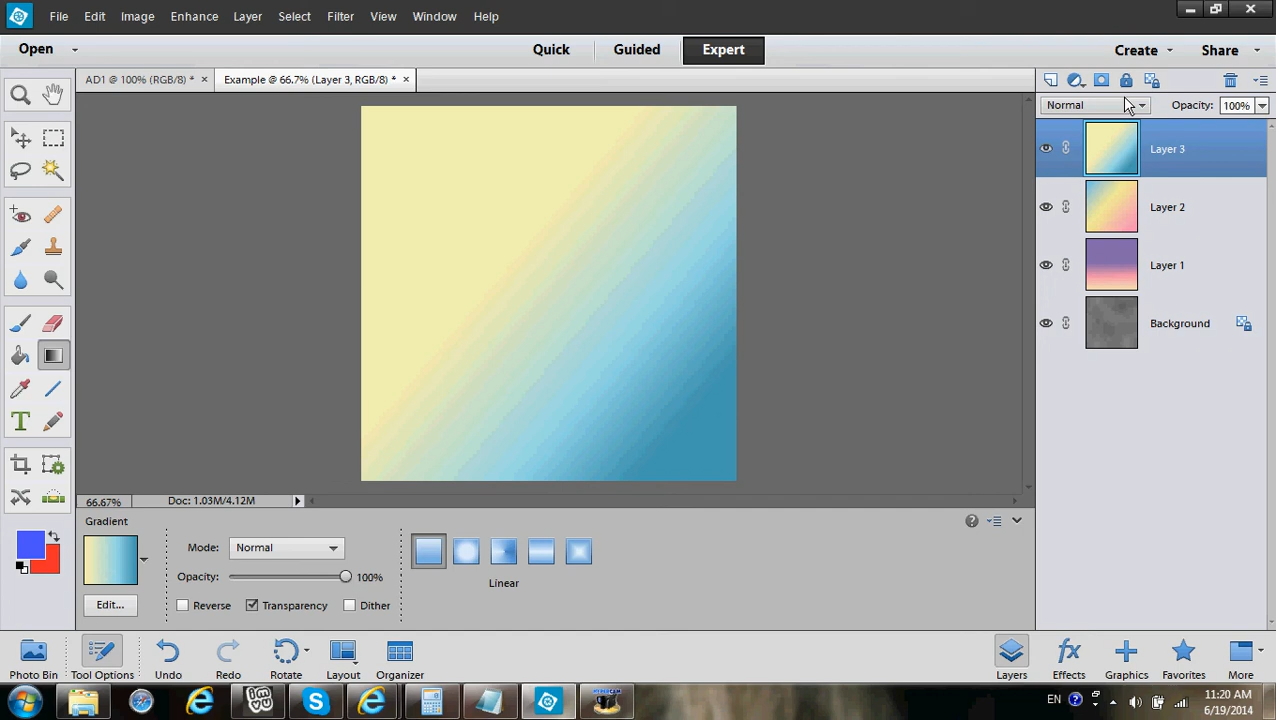 File Edit Image Enhance Layer Select Filter View Window Help
Open Quick Guided Expert Create Share
AD1 @ 100% (RGB/8) * × Example @ 66.7% (Layer 3, RGB/8) * ×
Normal Opacity: 100%
Layer 3
Layer 2
Layer 1
Background
T
66.67% Doc: 1.03M/4.12M
Gradient
Mode: Normal
Opacity: 100%
Linear
Edit... Reverse Transparency Dither
Photo Bin Tool Options Undo Redo Rotate Layout Organizer Layers Effects Graphics Favorites More
fx
imvu
HYPERCAM
EN 11:20 AM
6/19/2014